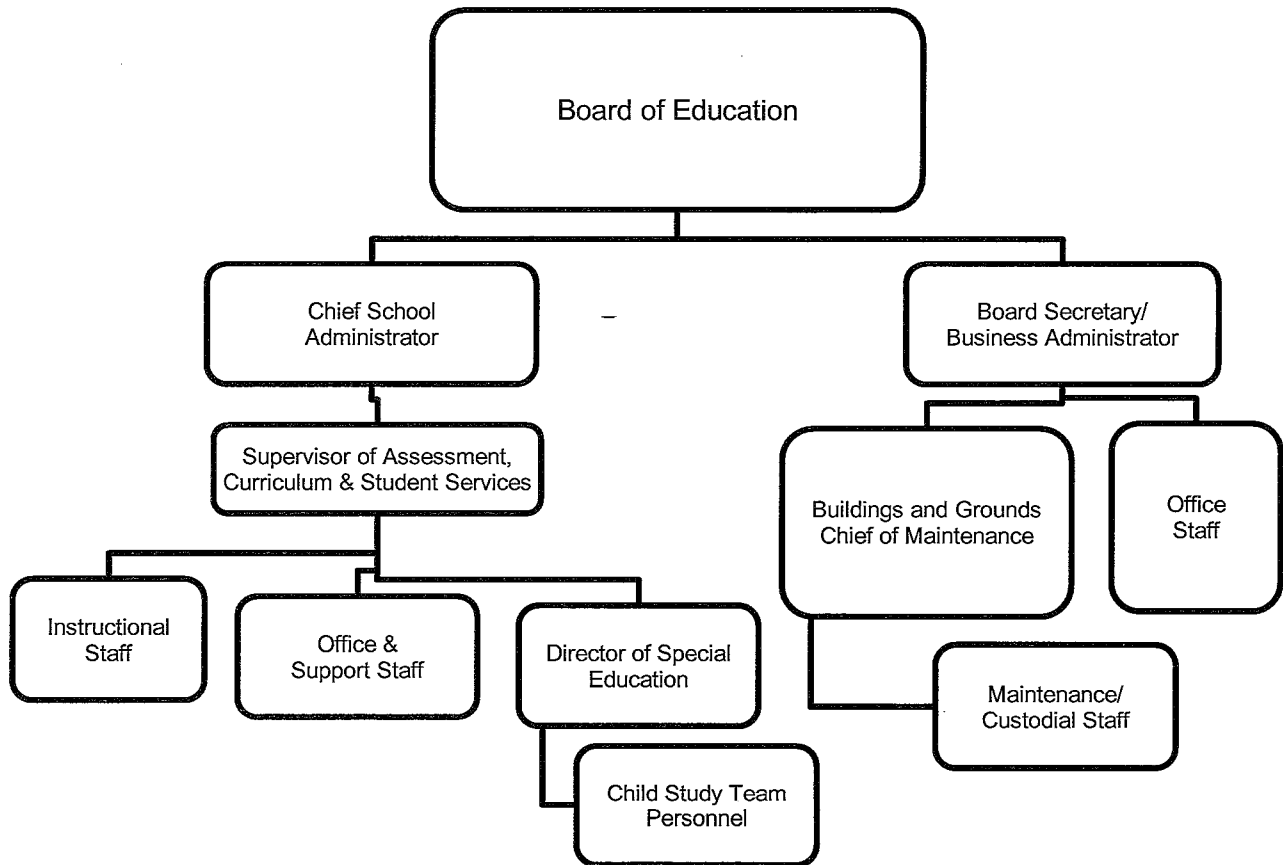 Board of Education
Chief School
Administrator
Board Secretary/
Business Administrator
Supervisor of Assessment,
Curriculum & Student Services
Buildings and Grounds
Chief of Maintenance
Office
Staff
Instructional
Staff
Office &
Support Staff
Director of Special
Education
Maintenance/
Custodial Staff
Child Study Team
Personnel